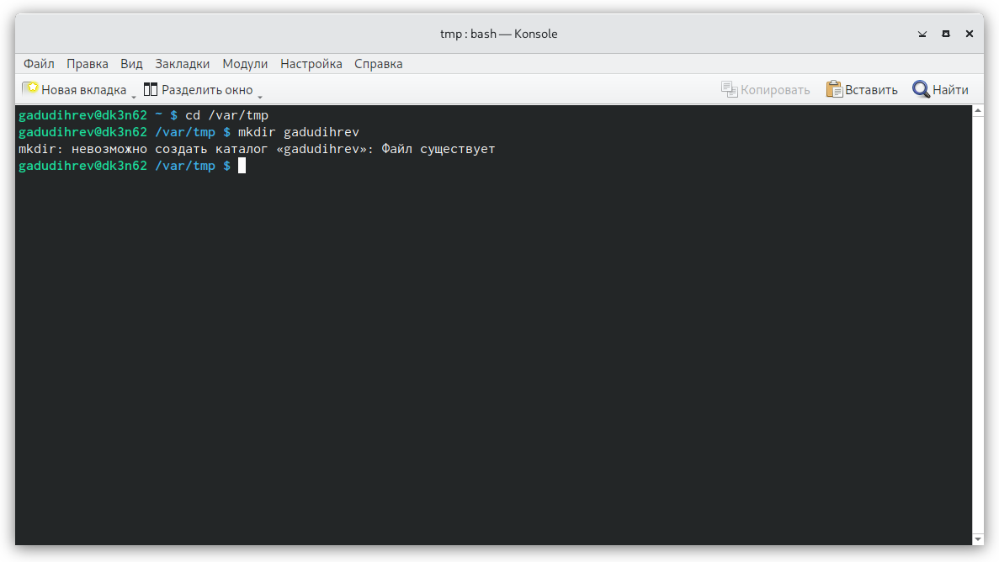 tmp : bash — Konsole
Файл Правка Вид Закладки Модули Настройка Справка
Новая вкладка Разделить окно Копировать Вставить Найти
gadudihrev@dk3n62 ~ $ cd /var/tmp
gadudihrev@dk3n62 /var/tmp $ mkdir gadudihrev
mkdir: невозможно создать каталог «gadudihrev»: Файл существует
gadudihrev@dk3n62 /var/tmp $